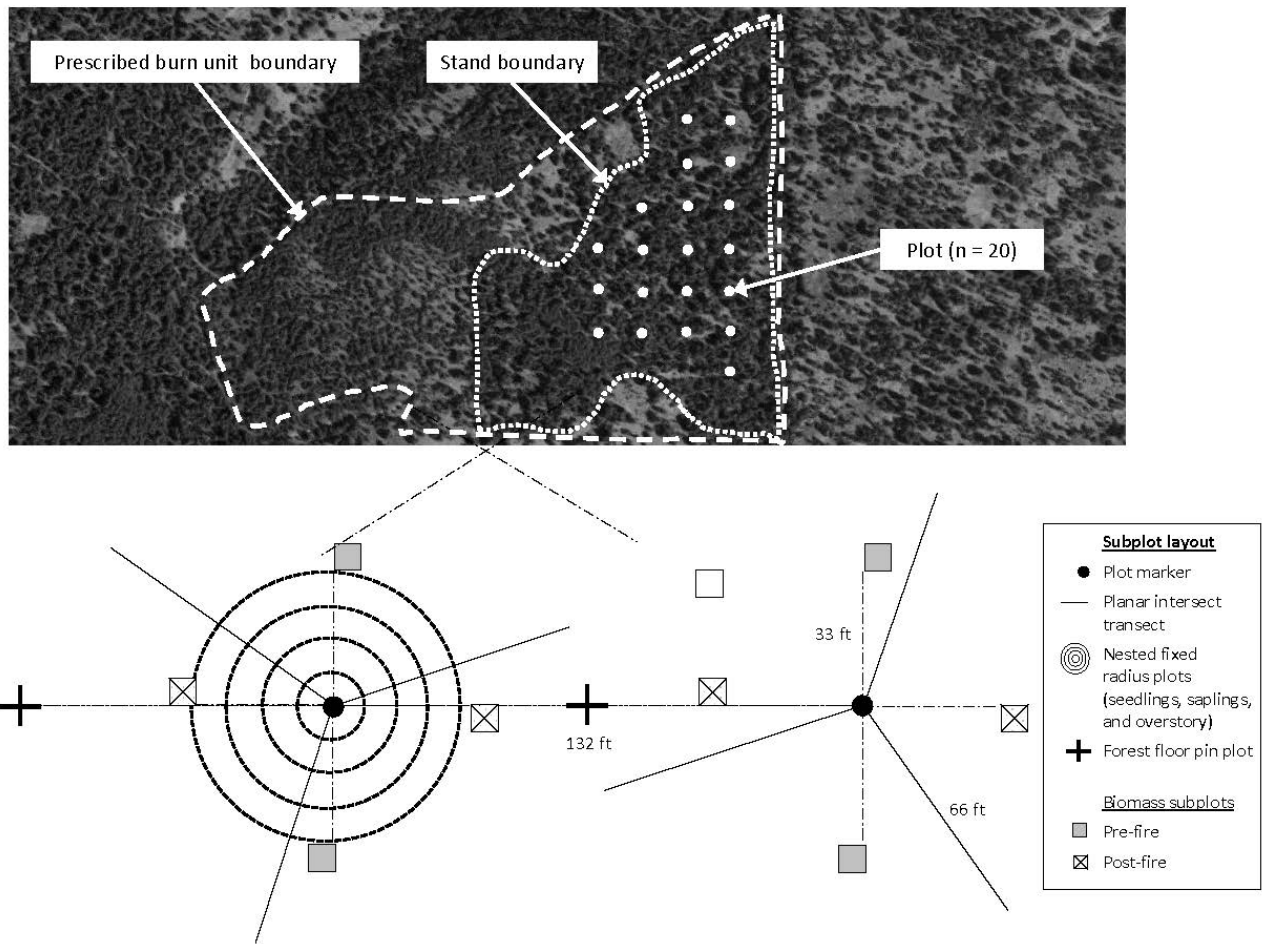 Prescribed burn unit boundary
Stand boundary
Plot (n = 20)
33 ft
132 ft
66 ft
Subplot layout
Plot marker
Planar intersect
transect
Nested fixed
radius plots
(seedlings, saplings,
and overstory)
Forest floor pin plot
Biomass subplots
Pre-fire
Post-fire